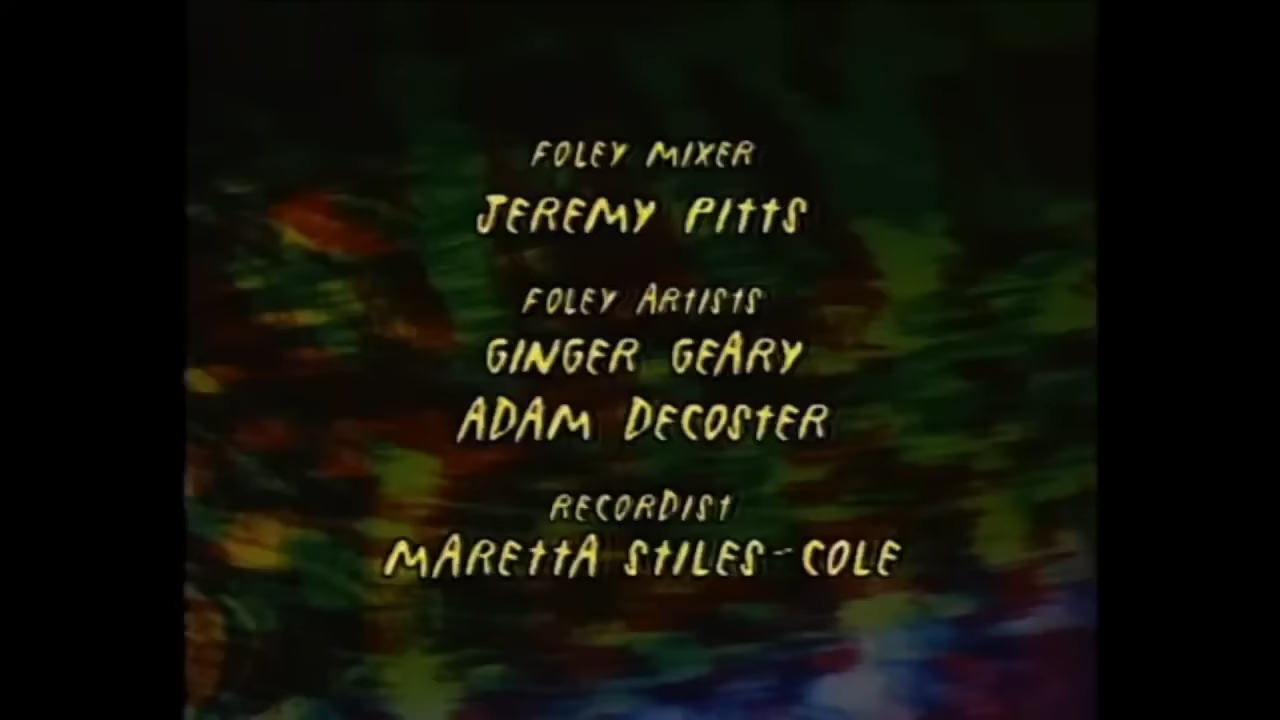 FOLEY MIXER
JEREMY PITTS
FOLEY ARTISTS
GINGER GEARY
ADAM DECOSTER
RECORDIST
MARETTA STILES-COLE